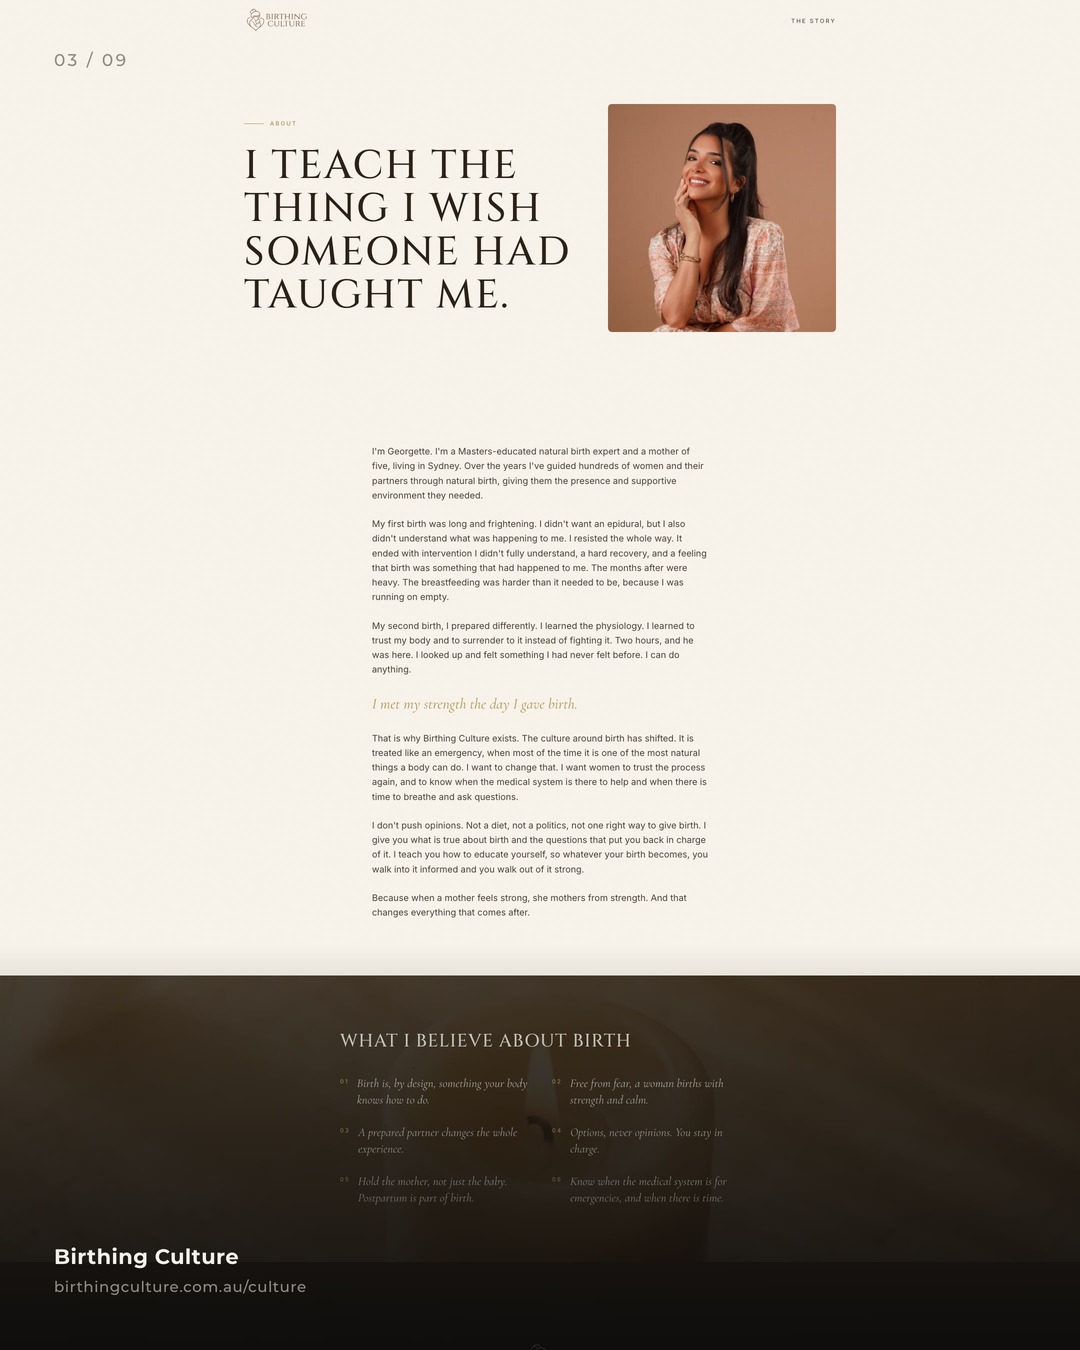 BIRTHING
CULTURE
THE STORY
03 / 09
ABOUT
I TEACH THE
THING I WISH
SOMEONE HAD
TAUGHT ME.
I'm Georgette. I'm a Masters-educated natural birth expert and a mother of
five, living in Sydney. Over the years I've guided hundreds of women and their
partners through natural birth, giving them the presence and supportive
environment they needed.
My first birth was long and frightening. I didn't want an epidural, but I also
didn't understand what was happening to me. I resisted the whole way. It
ended with intervention I didn't fully understand, a hard recovery, and a feeling
that birth was something that had happened to me. The months after were
heavy. The breastfeeding was harder than it needed to be, because I was
running on empty.
My second birth, I prepared differently. I learned the physiology. I learned to
trust my body and to surrender to it instead of fighting it. Two hours, and he
was here. I looked up and felt something I had never felt before. I can do
anything.
I met my strength the day I gave birth.
That is why Birthing Culture exists. The culture around birth has shifted. It is
treated like an emergency, when most of the time it is one of the most natural
things a body can do. I want to change that. I want women to trust the process
again, and to know when the medical system is there to help and when there is
time to breathe and ask questions.
I don't push opinions. Not a diet, not a politics, not one right way to give birth. I
give you what is true about birth and the questions that put you back in charge
of it. I teach you how to educate yourself, so whatever your birth becomes, you
walk into it informed and you walk out of it strong.
Because when a mother feels strong, she mothers from strength. And that
changes everything that comes after.
WHAT I BELIEVE ABOUT BIRTH
01 Birth is, by design, something your body
knows how to do.
02 Free from fear, a woman births with
strength and calm.
03 A prepared partner changes the whole
experience.
04 Options, never opinions. You stay in
charge.
05 Hold the mother, not just the baby.
Postpartum is part of birth.
06 Know when the medical system is for
emergencies, and when there is time.
Birthing Culture
birthingculture.com.au/culture